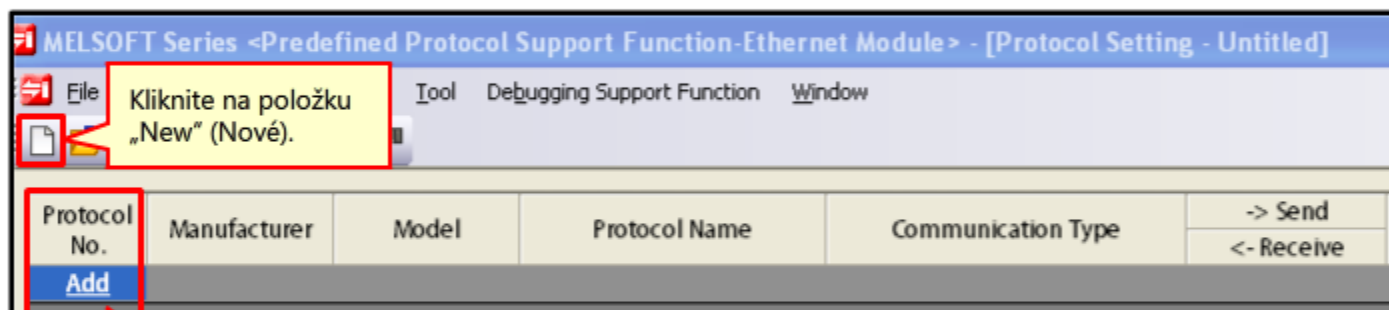 MELSOFT Series <Predefined Protocol Support Function-Ethernet Module> - [Protocol Setting - Untitled]
File Tool Debugging Support Function Window
Kliknite na položku
„New“ (Nové).
Protocol No. Manufacturer Model Protocol Name Communication Type -> Send
<- Receive
Add